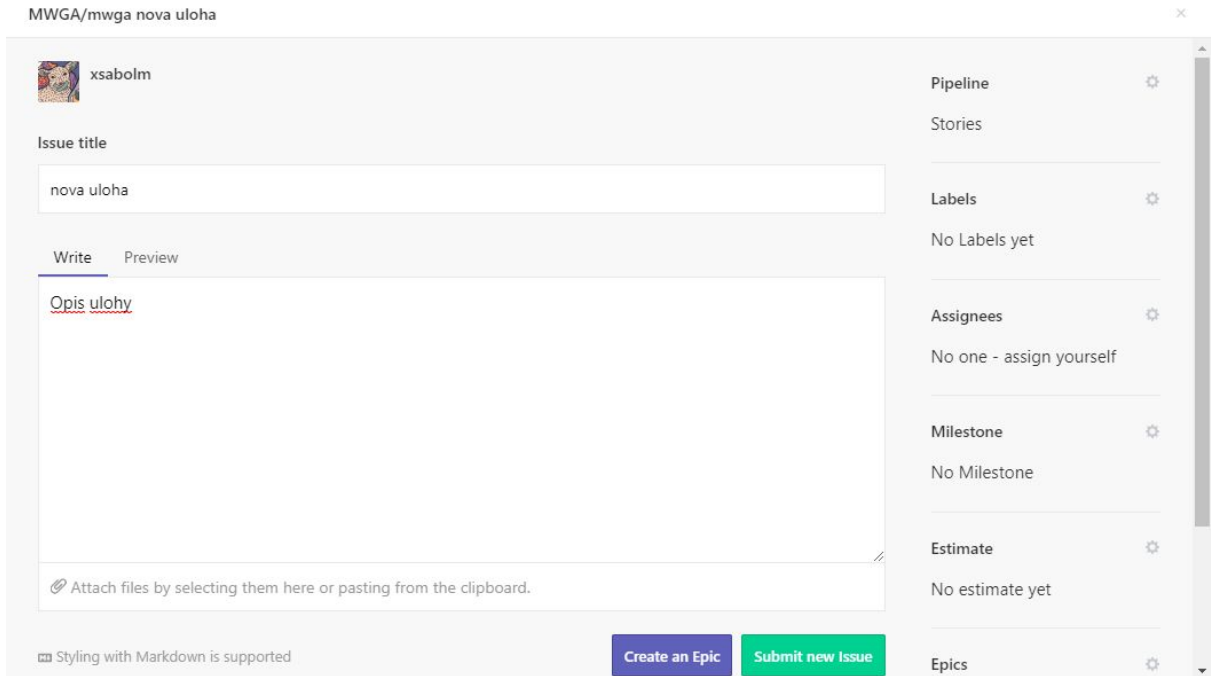 MWGA/mwga nova uloha
xsabolm
Issue title
nova uloha
Write Preview
Opis ulohy
Attach files by selecting them here or pasting from the clipboard.
Styling with Markdown is supported
Create an Epic
Submit new Issue
Pipeline
Stories
Labels
No Labels yet
Assignees
No one - assign yourself
Milestone
No Milestone
Estimate
No estimate yet
Epics